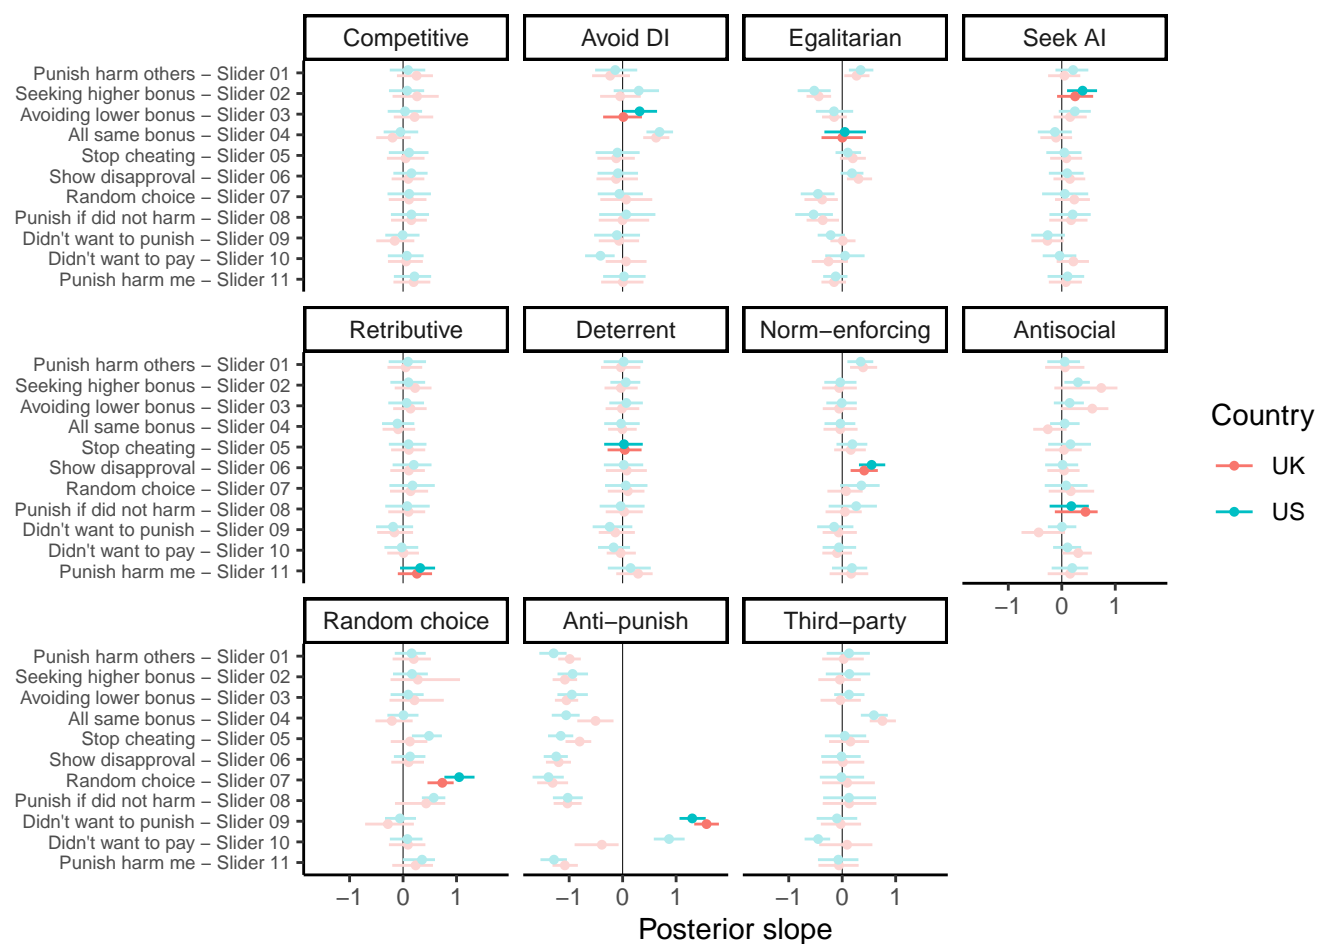 Competitive Avoid DI Egalitarian Seek AI
Punish harm others − Slider 01
Seeking higher bonus − Slider 02
Avoiding lower bonus − Slider 03
All same bonus − Slider 04
Stop cheating − Slider 05
Show disapproval − Slider 06
Random choice − Slider 07
Punish if did not harm − Slider 08
Didn't want to punish − Slider 09
Didn't want to pay − Slider 10
Punish harm me − Slider 11
Retributive Deterrent Norm−enforcing Antisocial
Punish harm others − Slider 01
Seeking higher bonus − Slider 02
Avoiding lower bonus − Slider 03
All same bonus − Slider 04
Stop cheating − Slider 05
Show disapproval − Slider 06
Random choice − Slider 07
Punish if did not harm − Slider 08
Didn't want to punish − Slider 09
Didn't want to pay − Slider 10
Punish harm me − Slider 11
−1 0 1
Random choice Anti−punish Third−party
Punish harm others − Slider 01
Seeking higher bonus − Slider 02
Avoiding lower bonus − Slider 03
All same bonus − Slider 04
Stop cheating − Slider 05
Show disapproval − Slider 06
Random choice − Slider 07
Punish if did not harm − Slider 08
Didn't want to punish − Slider 09
Didn't want to pay − Slider 10
Punish harm me − Slider 11
−1 0 1 −1 0 1 −1 0 1
Posterior slope
Country
UK
US